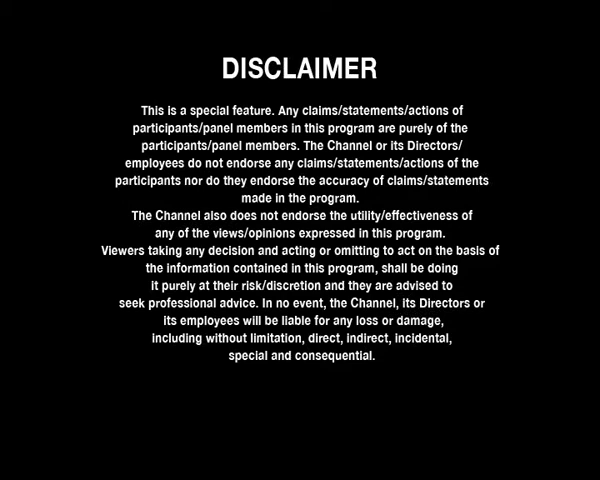 DISCLAIMER
This is a special feature. Any claims/statements/actions of
participants/panel members in this program are purely of the
participants/panel members. The Channel or its Directors/
employees do not endorse any claims/statements/actions of the
participants nor do they endorse the accuracy of claims/statements
made in the program.
The Channel also does not endorse the utility/effectiveness of
any of the views/opinions expressed in this program.
Viewers taking any decision and acting or omitting to act on the basis of
the information contained in this program, shall be doing
it purely at their risk/discretion and they are advised to
seek professional advice. In no event, the Channel, its Directors or
its employees will be liable for any loss or damage,
including without limitation, direct, indirect, incidental,
special and consequential.